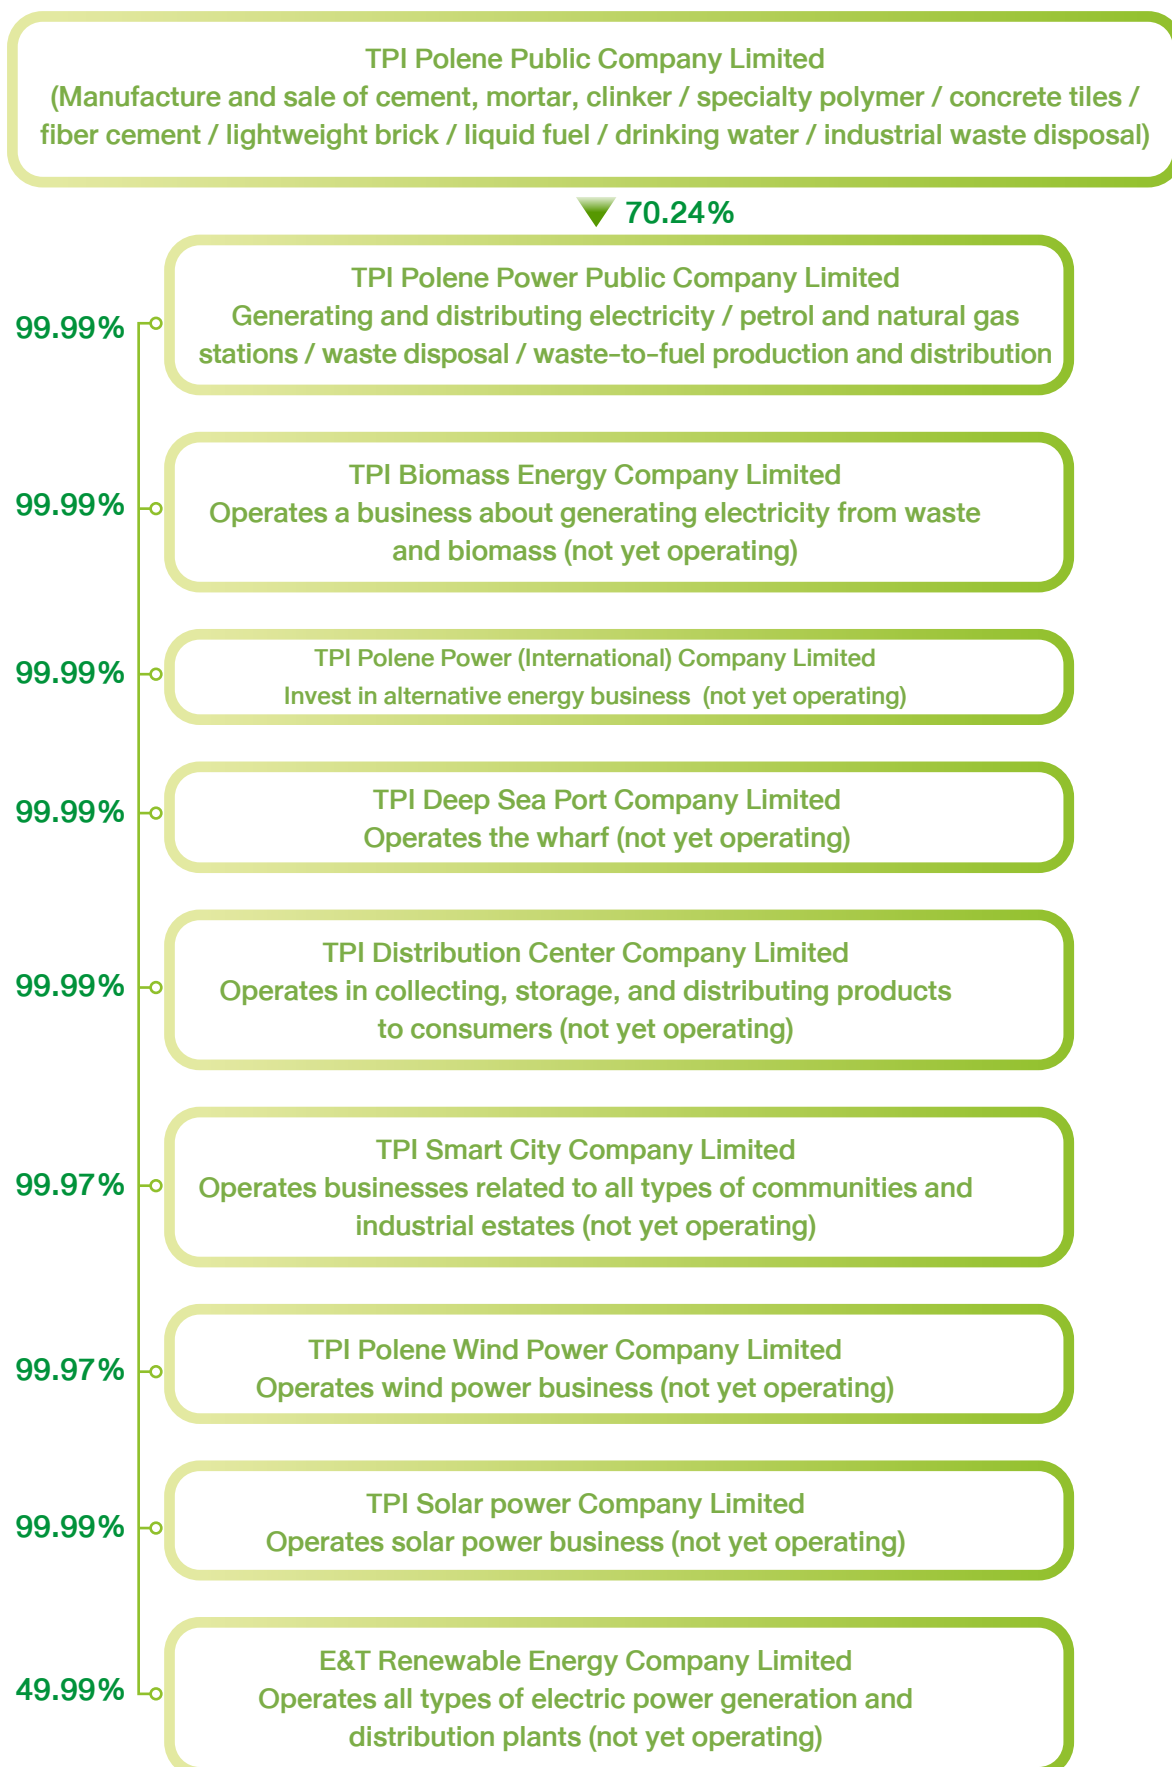 TPI Polene Public Company Limited
(Manufacture and sale of cement, mortar, clinker / specialty polymer / concrete tiles /
fiber cement / lightweight brick / liquid fuel / drinking water / industrial waste disposal)
70.24%
TPI Polene Power Public Company Limited
Generating and distributing electricity / petrol and natural gas
stations / waste disposal / waste-to-fuel production and distribution
99.99%
TPI Biomass Energy Company Limited
Operates a business about generating electricity from waste
and biomass (not yet operating)
99.99%
TPI Polene Power (International) Company Limited
Invest in alternative energy business (not yet operating)
99.99%
TPI Deep Sea Port Company Limited
Operates the wharf (not yet operating)
99.99%
TPI Distribution Center Company Limited
Operates in collecting, storage, and distributing products
to consumers (not yet operating)
99.99%
TPI Smart City Company Limited
Operates businesses related to all types of communities and
industrial estates (not yet operating)
99.97%
TPI Polene Wind Power Company Limited
Operates wind power business (not yet operating)
99.97%
TPI Solar power Company Limited
Operates solar power business (not yet operating)
99.99%
E&T Renewable Energy Company Limited
Operates all types of electric power generation and
distribution plants (not yet operating)
49.99%